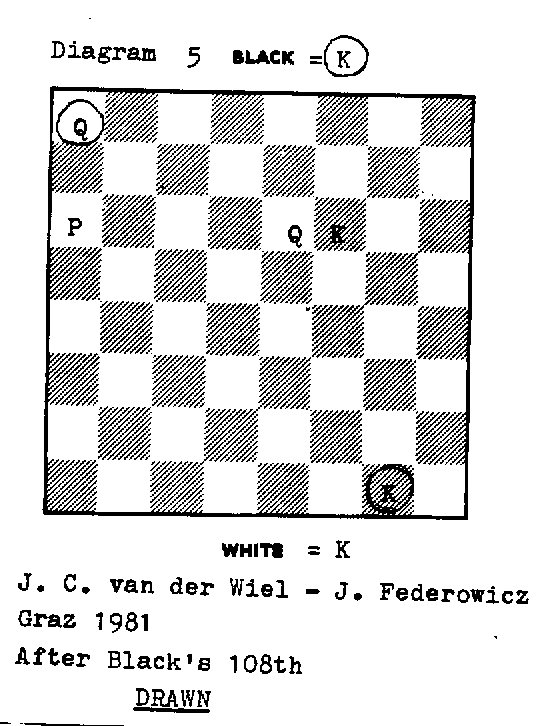 Diagram 5 BLACK = K
Q
P Q K
K
WHITE = K
J. C. van der Wiel - J. Federowicz
Graz 1981
After Black's 108th
DRAWN